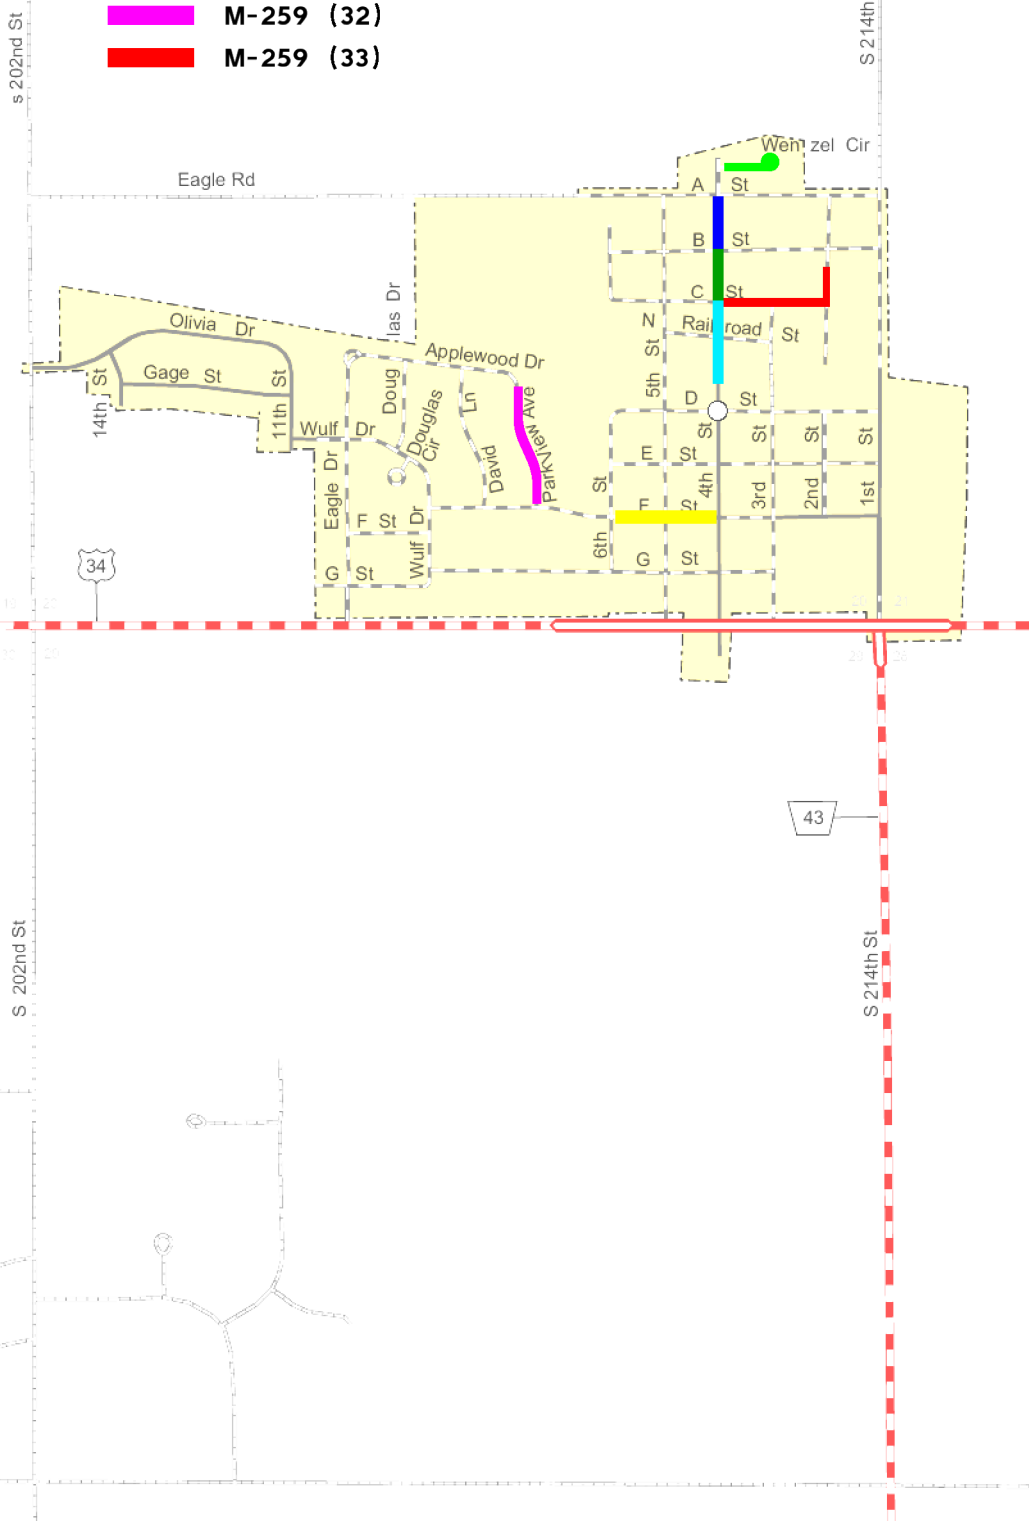 M-259 (32)
M-259 (33)
s 202nd St
S 214th
Wenzel Cir
Eagle Rd
A St
B St
C St
N
Railroad St
5th St
las Dr
Olivia Dr
Applewood Dr
14th St
Gage St
11th St
Doug
Douglas Cir
Ln
David
ParkView Ave
D St
Wulf Dr
Eagle Dr
E St
4th St
3rd St
2nd St
1st St
6th St
F St
F St
Wulf Dr
G St
G St
34
43
S 202nd St
S 214th St